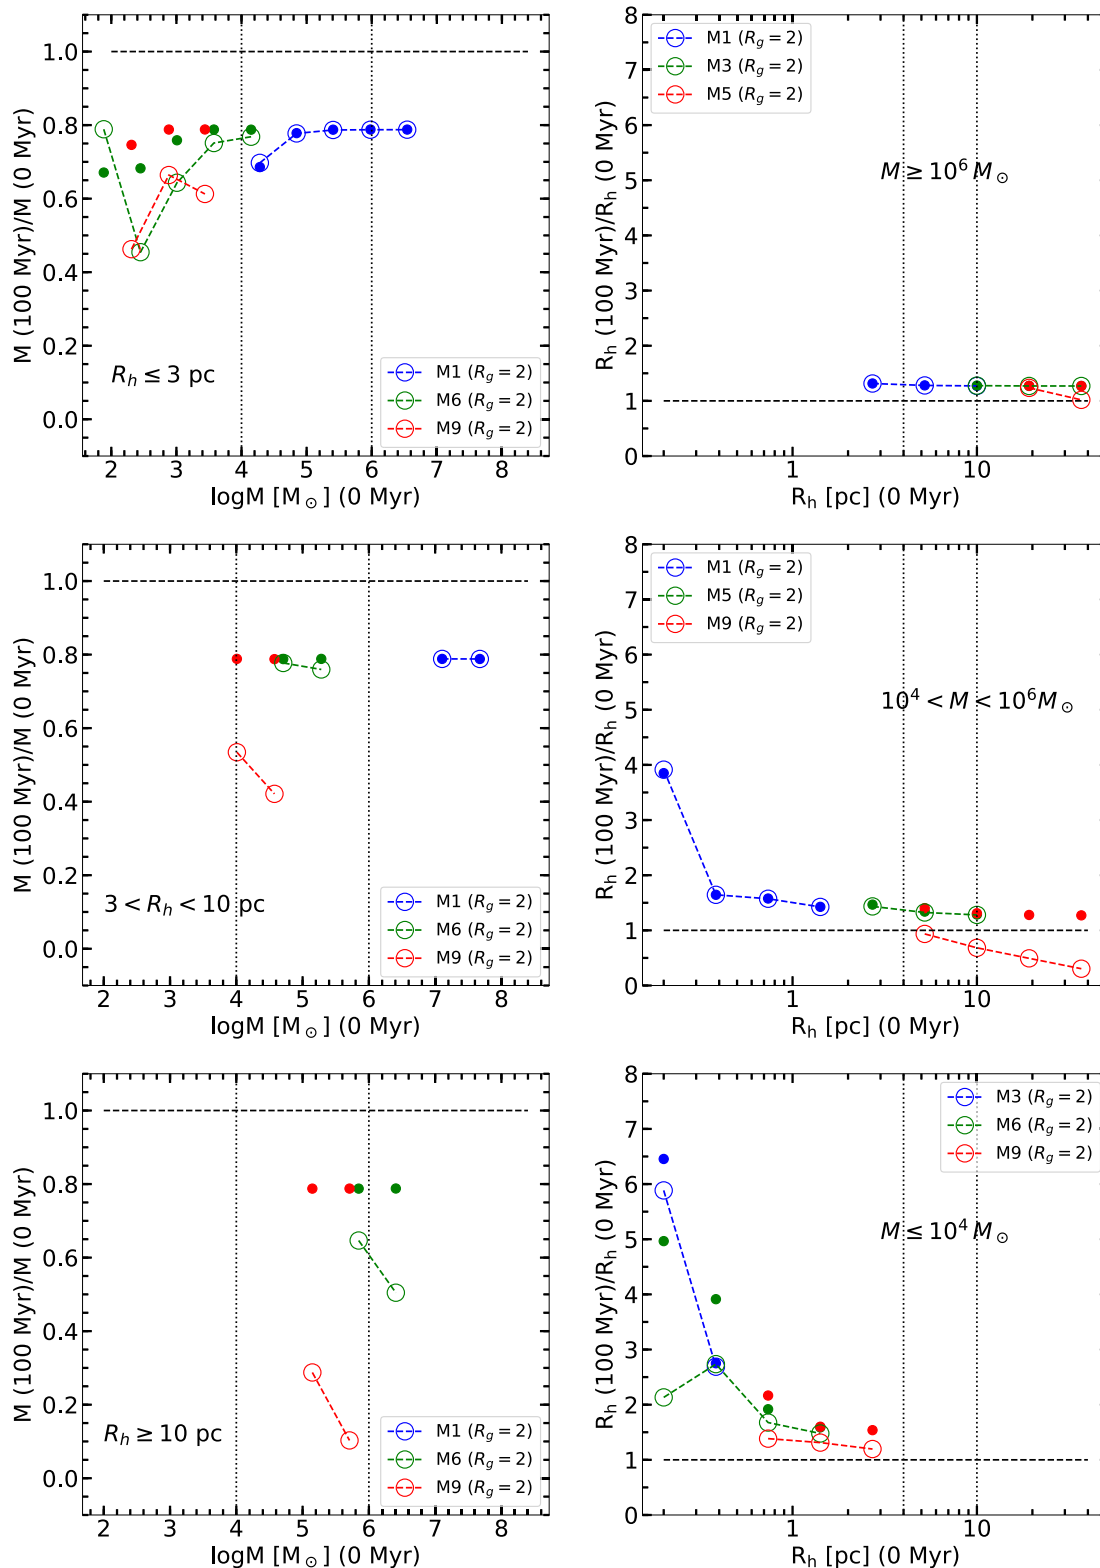 M (100 Myr)/M (0 Myr)
1.0
0.8
0.6
0.4
0.2
0.0
R_h ≤ 3 pc
M1 (R_g = 2)
M6 (R_g = 2)
M9 (R_g = 2)
2 3 4 5 6 7 8
logM [M_⊙] (0 Myr)
R_h (100 Myr)/R_h (0 Myr)
8
7
6
5
4
3
2
1
0
M1 (R_g = 2)
M3 (R_g = 2)
M5 (R_g = 2)
M ≥ 10^6 M_⊙
1 10
R_h [pc] (0 Myr)
M (100 Myr)/M (0 Myr)
1.0
0.8
0.6
0.4
0.2
0.0
3 < R_h < 10 pc
M1 (R_g = 2)
M6 (R_g = 2)
M9 (R_g = 2)
2 3 4 5 6 7 8
logM [M_⊙] (0 Myr)
R_h (100 Myr)/R_h (0 Myr)
8
7
6
5
4
3
2
1
0
M1 (R_g = 2)
M5 (R_g = 2)
M9 (R_g = 2)
10^4 < M < 10^6 M_⊙
1 10
R_h [pc] (0 Myr)
M (100 Myr)/M (0 Myr)
1.0
0.8
0.6
0.4
0.2
0.0
R_h ≥ 10 pc
M1 (R_g = 2)
M6 (R_g = 2)
M9 (R_g = 2)
2 3 4 5 6 7 8
logM [M_⊙] (0 Myr)
R_h (100 Myr)/R_h (0 Myr)
8
7
6
5
4
3
2
1
0
M3 (R_g = 2)
M6 (R_g = 2)
M9 (R_g = 2)
M ≤ 10^4 M_⊙
1 10
R_h [pc] (0 Myr)